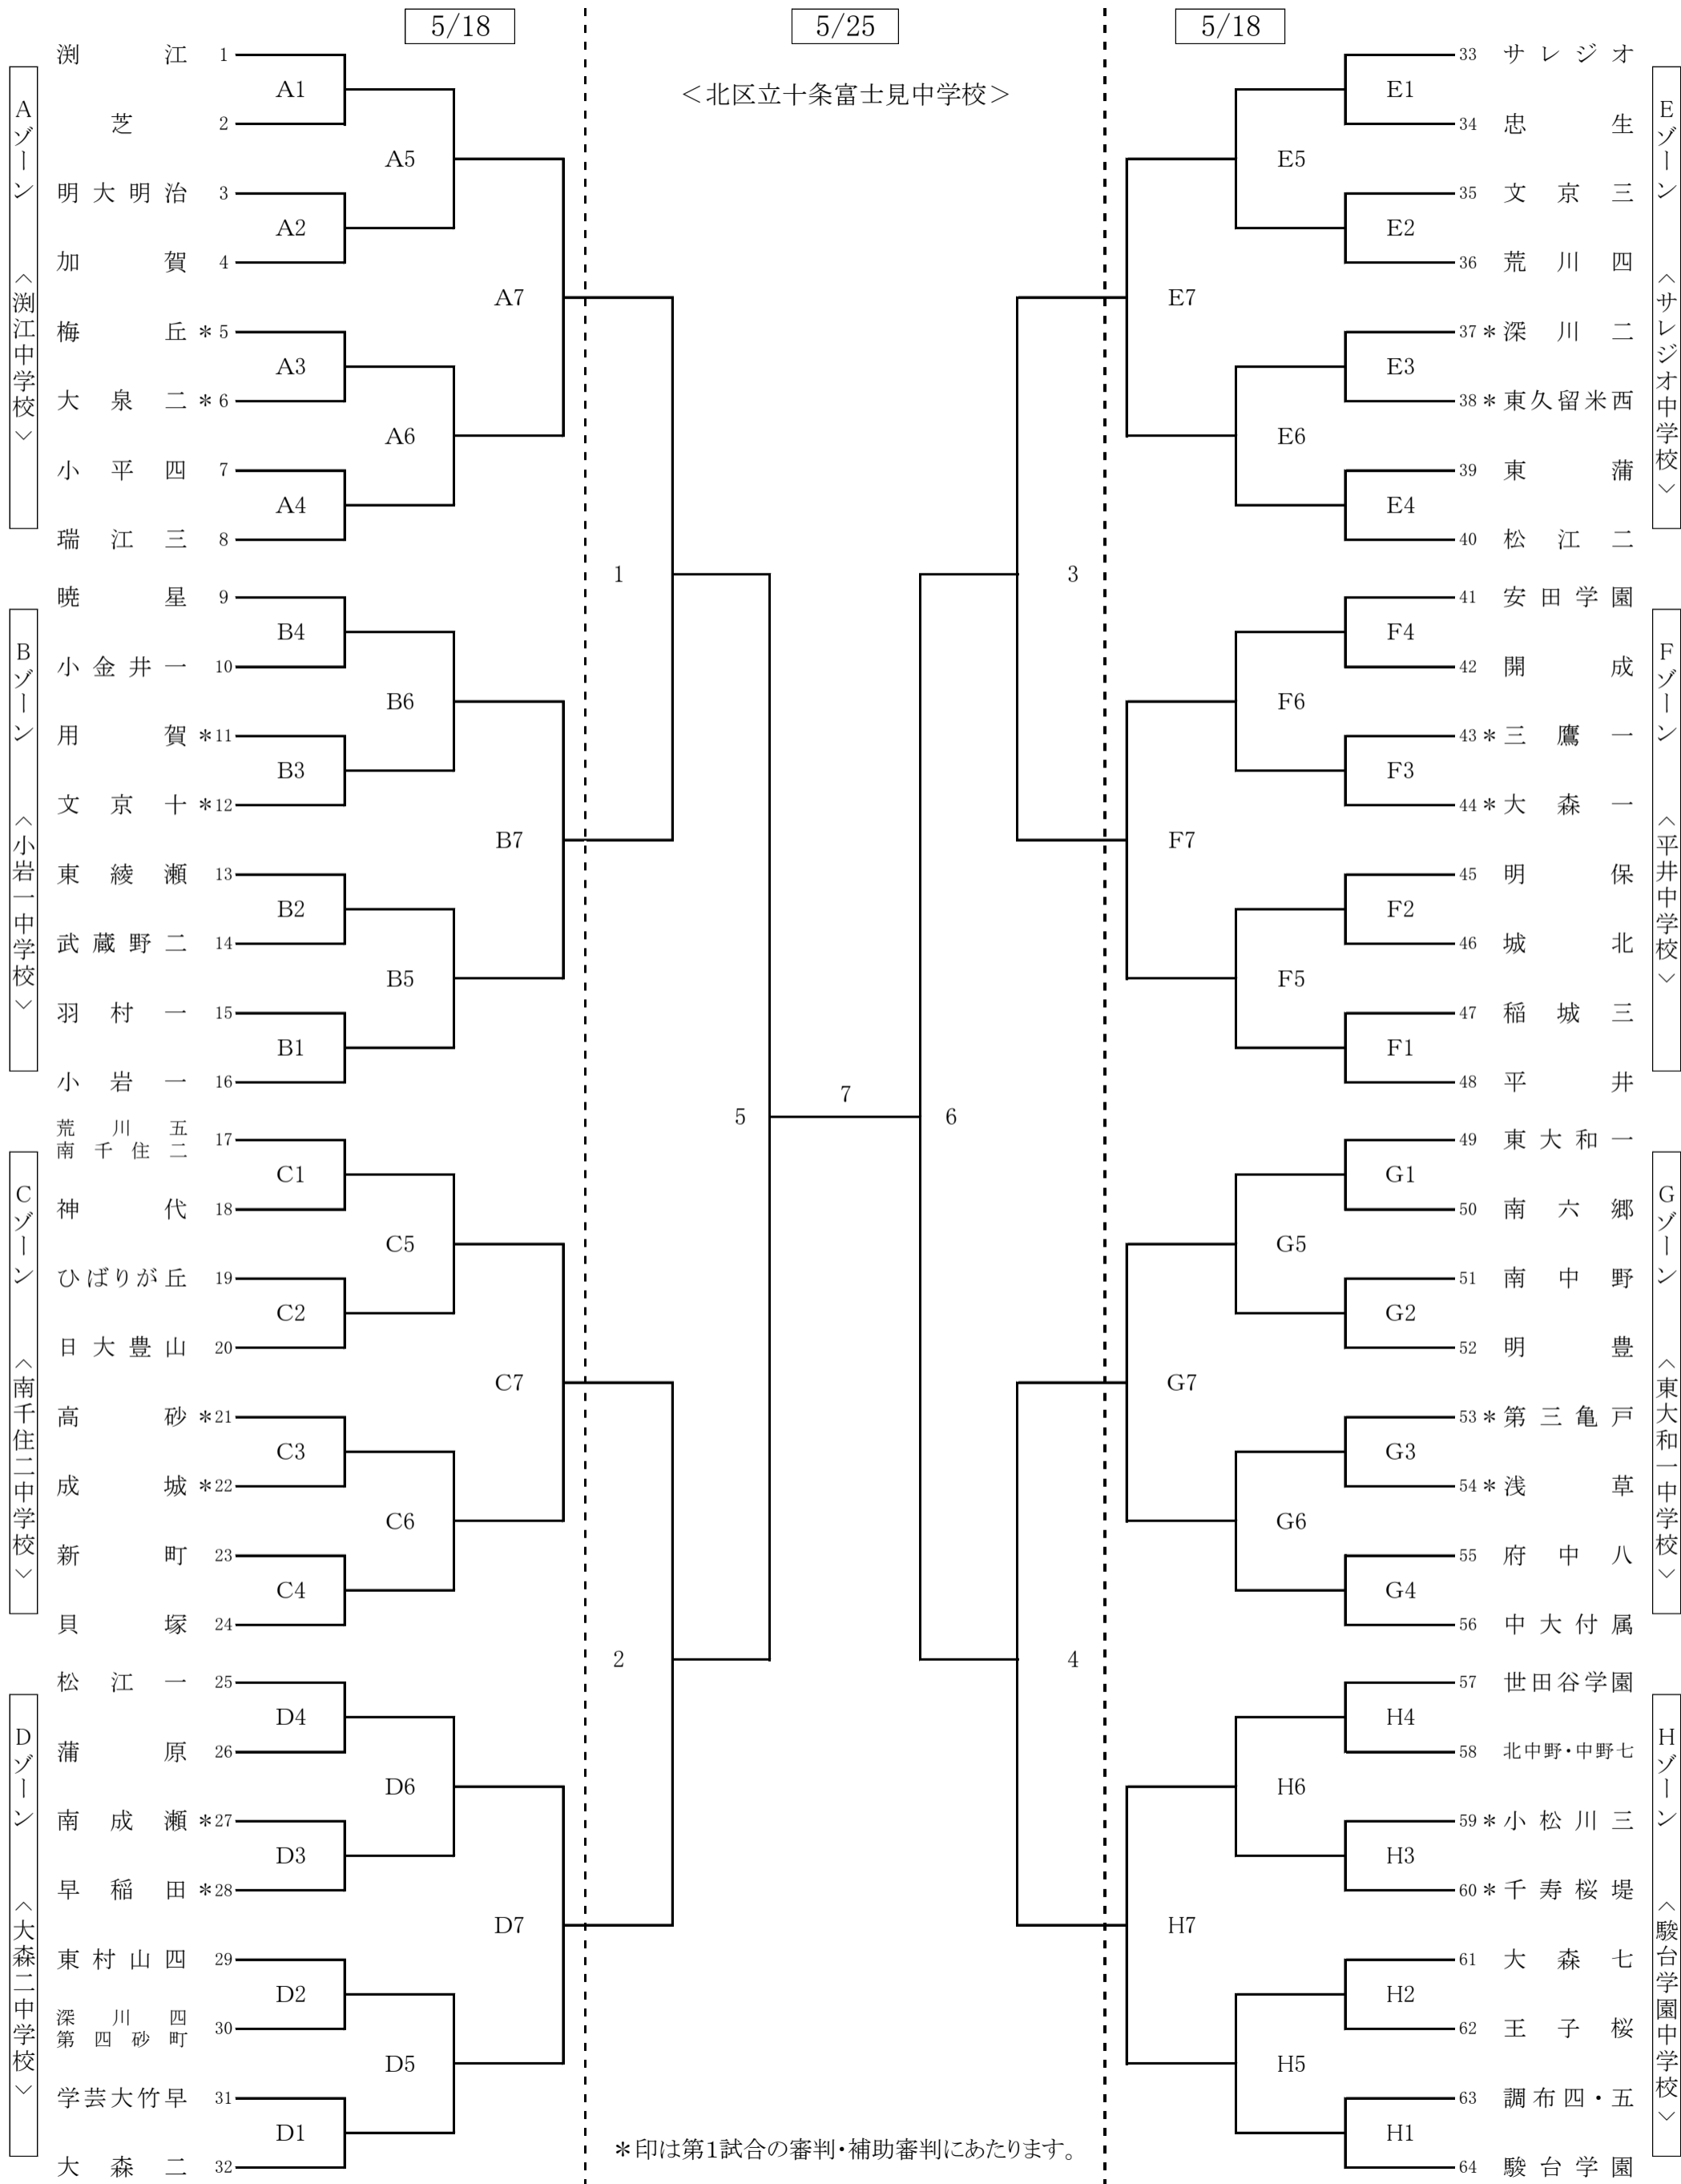 5/18
5/25
5/18
＜北区立十条富士見中学校＞
Aゾーン 〈渕江中学校〉
渕江 1
芝 2
明大明治 3
加賀 4
梅丘 ＊5
大泉二 ＊6
小平四 7
瑞江三 8
A1
A2
A3
A4
A5
A6
A7
Bゾーン 〈小岩一中学校〉
暁星 9
小金井一 10
用賀 ＊11
文京十 ＊12
東綾瀬 13
武蔵野二 14
羽村一 15
小岩一 16
B4
B3
B2
B1
B6
B5
B7
Cゾーン 〈南千住二中学校〉
荒川五
南千住二 17
神代 18
ひばりが丘 19
日大豊山 20
高砂 ＊21
成城 ＊22
新町 23
貝塚 24
C1
C2
C3
C4
C5
C6
C7
Dゾーン 〈大森二中学校〉
松江一 25
蒲原 26
南成瀬 ＊27
早稲田 ＊28
東村山四 29
深川四
第四砂町 30
学芸大竹早 31
大森二 32
D4
D3
D2
D1
D6
D5
D7
1
2
5
7
6
3
4
Eゾーン 〈サレジオ中学校〉
33 サレジオ
34 忠生
35 文京三
36 荒川四
37＊深川二
38＊東久留米西
39 東蒲
40 松江二
E1
E2
E3
E4
E5
E6
E7
Fゾーン 〈平井中学校〉
41 安田学園
42 開成
43＊三鷹一
44＊大森一
45 明保
46 城北
47 稲城三
48 平井
F4
F3
F2
F1
F6
F5
F7
Gゾーン 〈東大和一中学校〉
49 東大和一
50 南六郷
51 南中野
52 明豊
53＊第三亀戸
54＊浅草
55 府中八
56 中大付属
G1
G2
G3
G4
G5
G6
G7
Hゾーン 〈駿台学園中学校〉
57 世田谷学園
58 北中野・中野七
59＊小松川三
60＊千寿桜堤
61 大森七
62 王子桜
63 調布四・五
64 駿台学園
H4
H3
H2
H1
H6
H5
H7
＊印は第1試合の審判・補助審判にあたります。